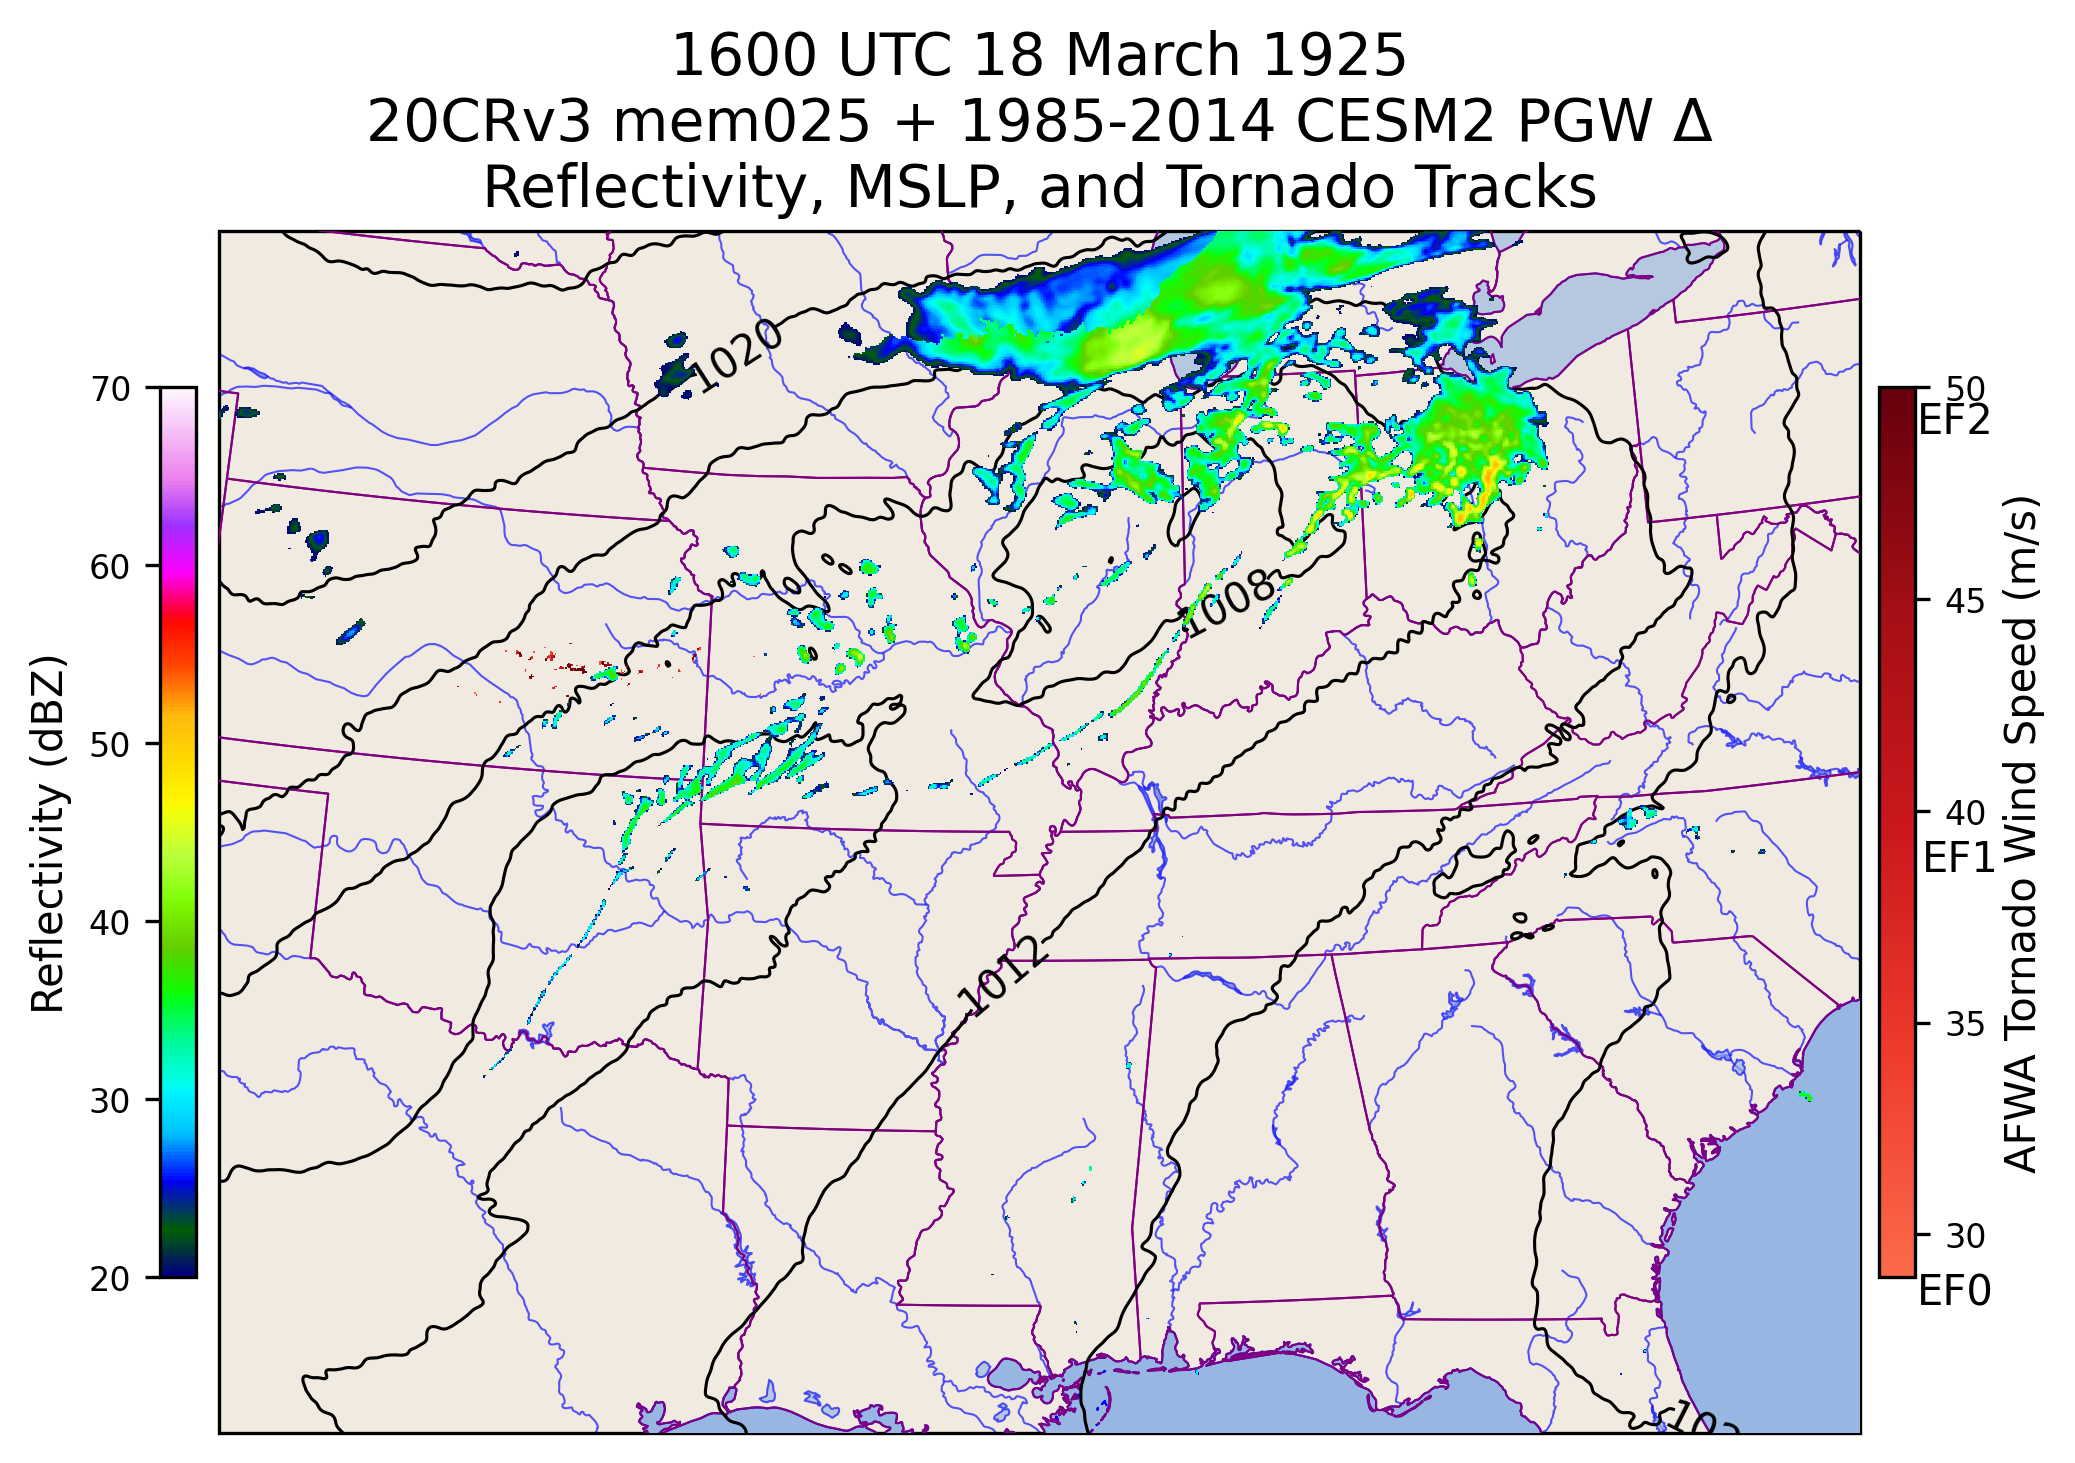 1600 UTC 18 March 1925
20CRv3 mem025 + 1985-2014 CESM2 PGW Δ
Reflectivity, MSLP, and Tornado Tracks
Reflectivity (dBZ)
70
60
50
40
30
20
1020
1008
1012
50
EF2
45
40
EF1
35
30
EF0
AFWA Tornado Wind Speed (m/s)